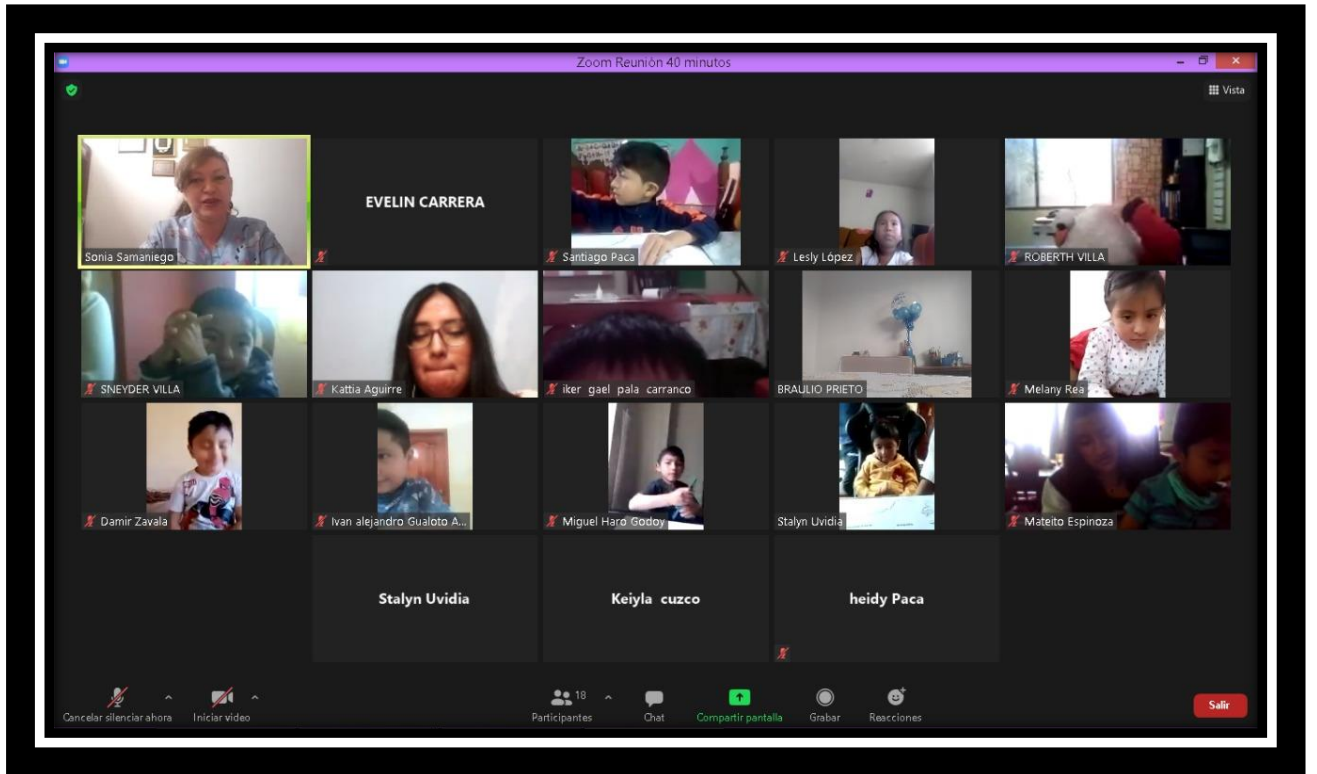 Zoom Reunión 40 minutos
Vista
Sonia Samaniego
EVELIN CARRERA
Santiago Paca
Lesly López
ROBERTH VILLA
SNEYDER VILLA
Kattia Aguirre
iker gael pala carranco
BRAULIO PRIETO
Melany Rea
Damir Zavala
Ivan alejandro Gualoto A...
Miguel Haro Godoy
Stalyn Uvidia
Mateito Espinoza
Stalyn Uvidia
Keiyla cuzco
heidy Paca
Cancelar silenciar ahora
Iniciar video
18
Participantes
Chat
Compartir pantalla
Grabar
Reacciones
Salir